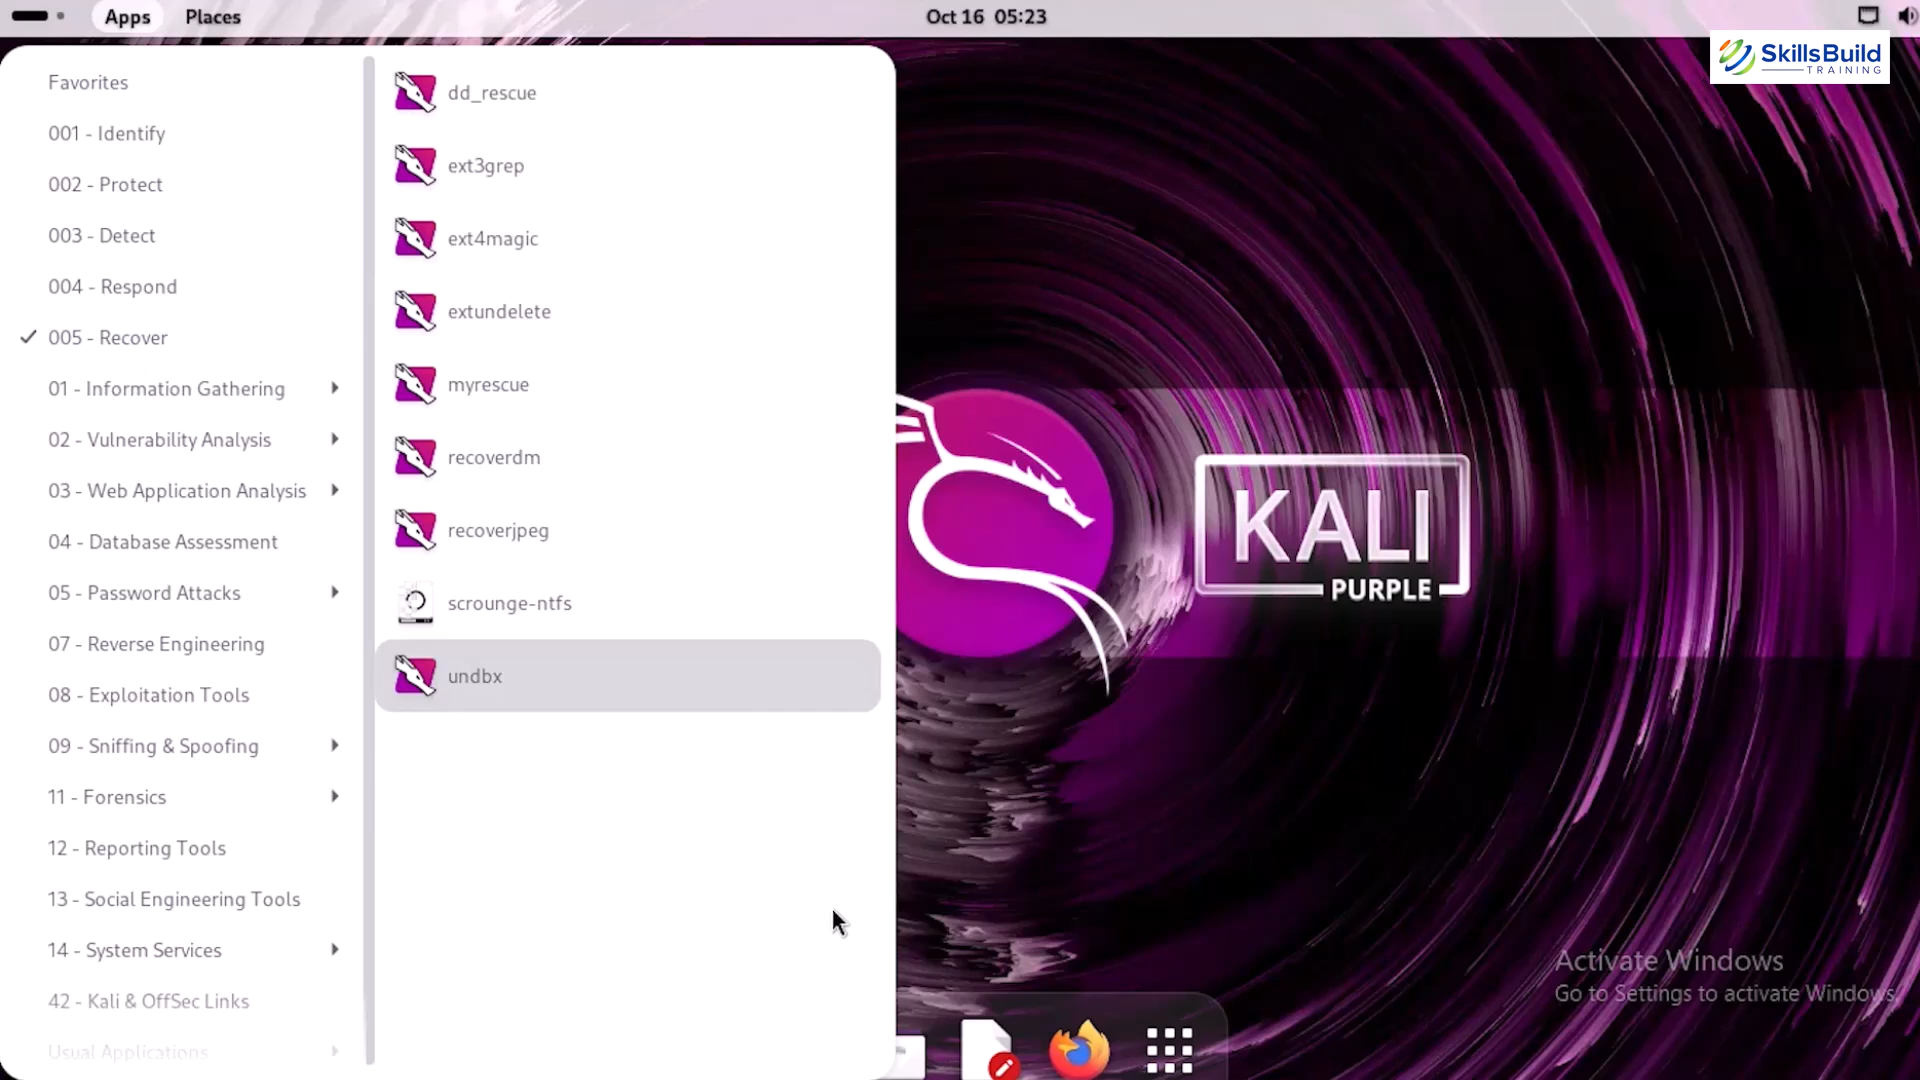 Apps
Places
Oct 16 05:23
SkillsBuild
TRAINING
Favorites
001 - Identify
002 - Protect
003 - Detect
004 - Respond
005 - Recover
01 - Information Gathering
02 - Vulnerability Analysis
03 - Web Application Analysis
04 - Database Assessment
05 - Password Attacks
07 - Reverse Engineering
08 - Exploitation Tools
09 - Sniffing & Spoofing
11 - Forensics
12 - Reporting Tools
13 - Social Engineering Tools
14 - System Services
42 - Kali & OffSec Links
Usual Applications
dd_rescue
ext3grep
ext4magic
extundelete
myrescue
recoverdm
recoverjpeg
scrounge-ntfs
undbx
KALI
PURPLE
Activate Windows
Go to Settings to activate Windows.